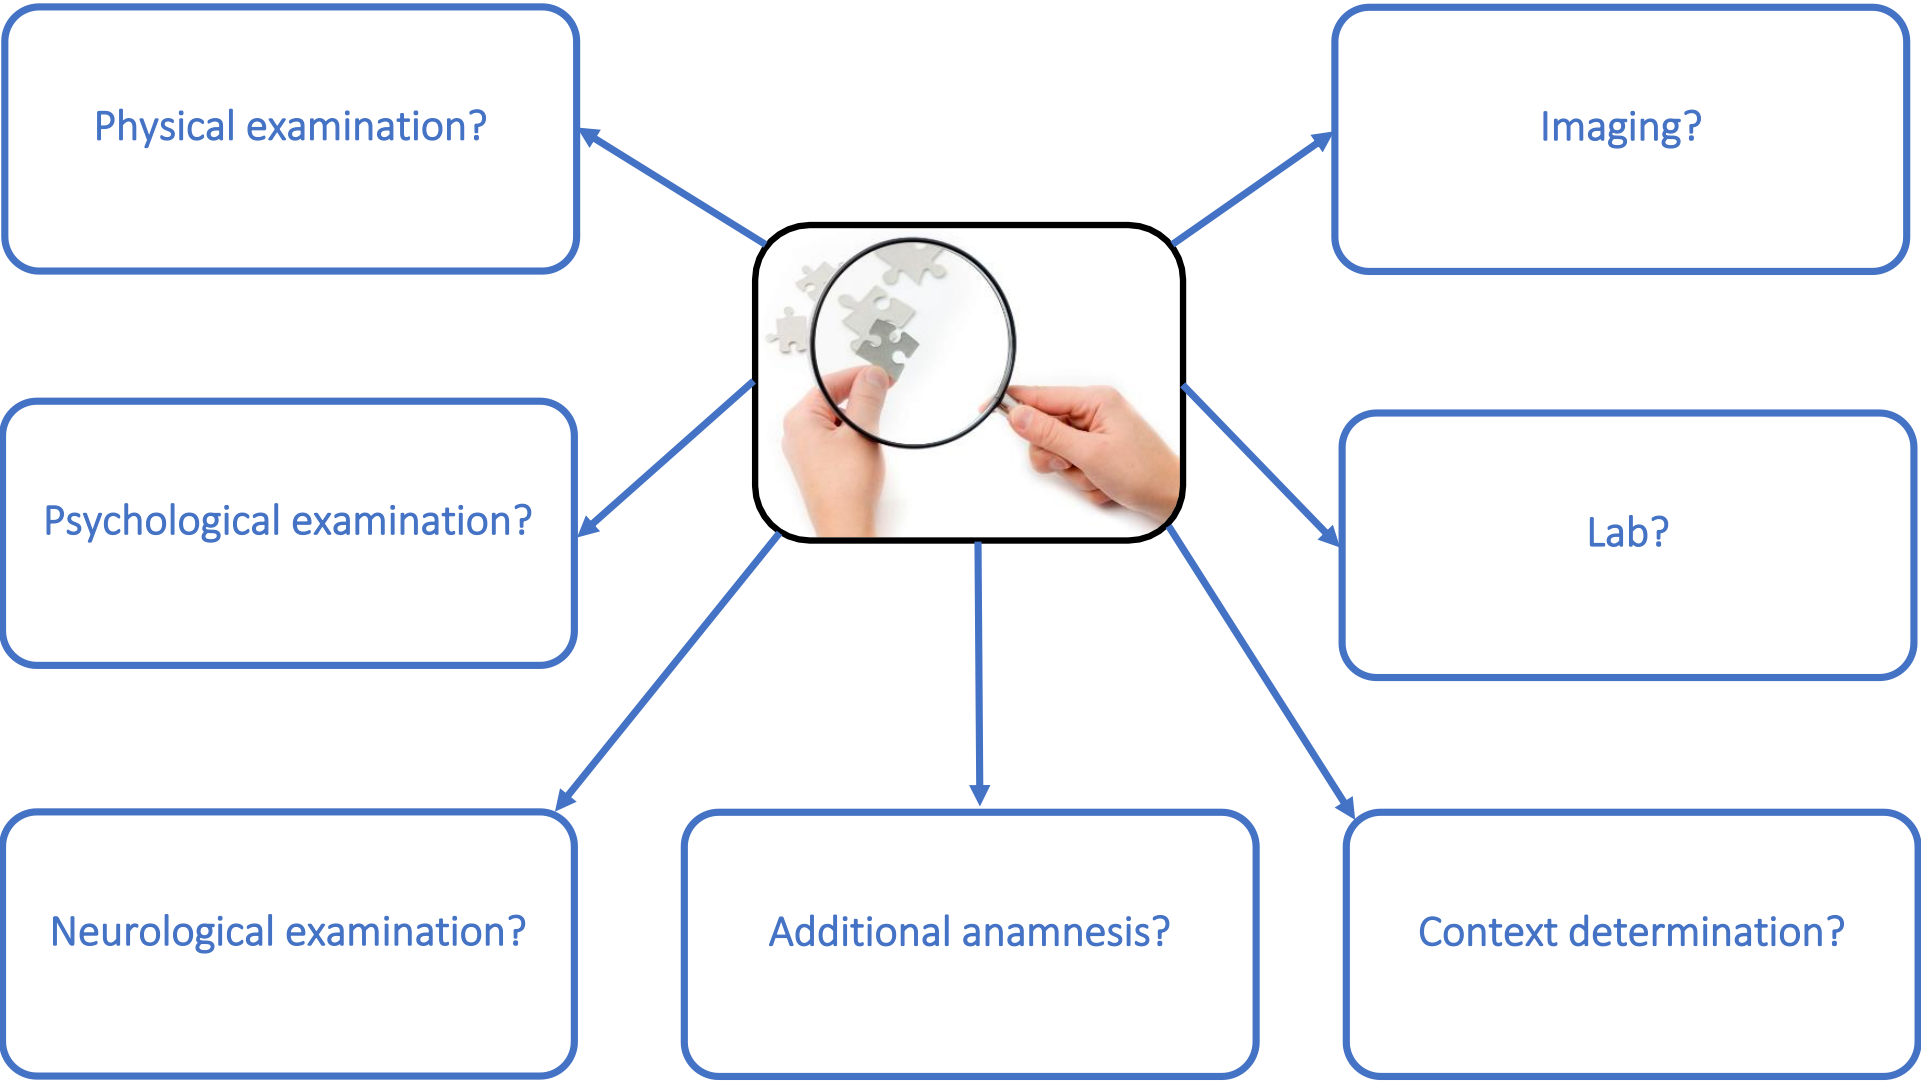 Physical examination?
Imaging?
Psychological examination?
Lab?
Neurological examination?
Additional anamnesis?
Context determination?